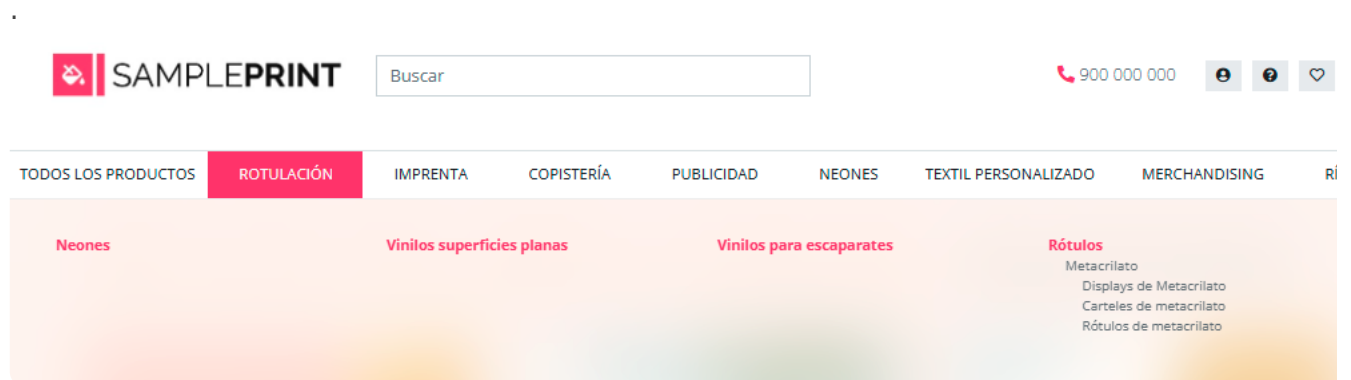 .
SAMPLEPRINT
Buscar
900 000 000
TODOS LOS PRODUCTOS ROTULACIÓN IMPRENTA COPISTERÍA PUBLICIDAD NEONES TEXTIL PERSONALIZADO MERCHANDISING RÍ
Neones
Vinilos superficies planas
Vinilos para escaparates
Rótulos
Metacrilato
Displays de Metacrilato
Carteles de metacrilato
Rótulos de metacrilato